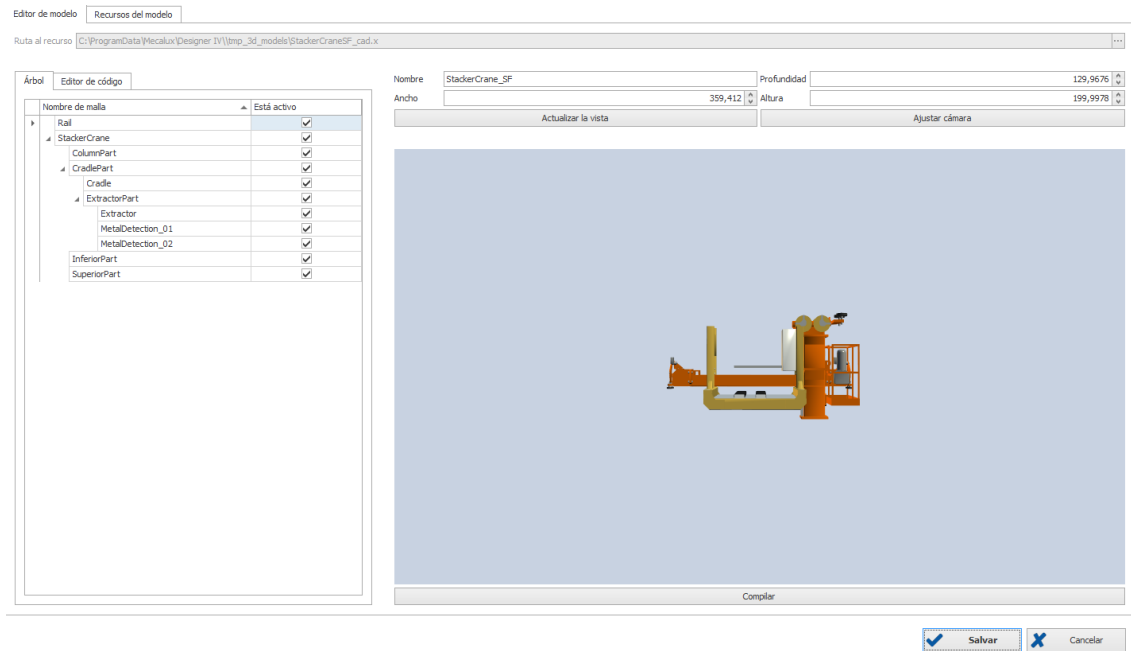 Editor de modelo Recursos del modelo
Ruta al recurso C:\ProgramData\Mecalux\Designer IV\\tmp_3d_models\StackerCraneSF_cad.x ...
Árbol Editor de código
Nombre de malla Está activo
Rail
StackerCrane
ColumnPart
CradlePart
Cradle
ExtractorPart
Extractor
MetalDetection_01
MetalDetection_02
InferiorPart
SuperiorPart
Nombre StackerCrane_SF Profundidad 129,9676
Ancho 359,412 Altura 199,9978
Actualizar la vista Ajustar cámara
Compilar
Salvar Cancelar